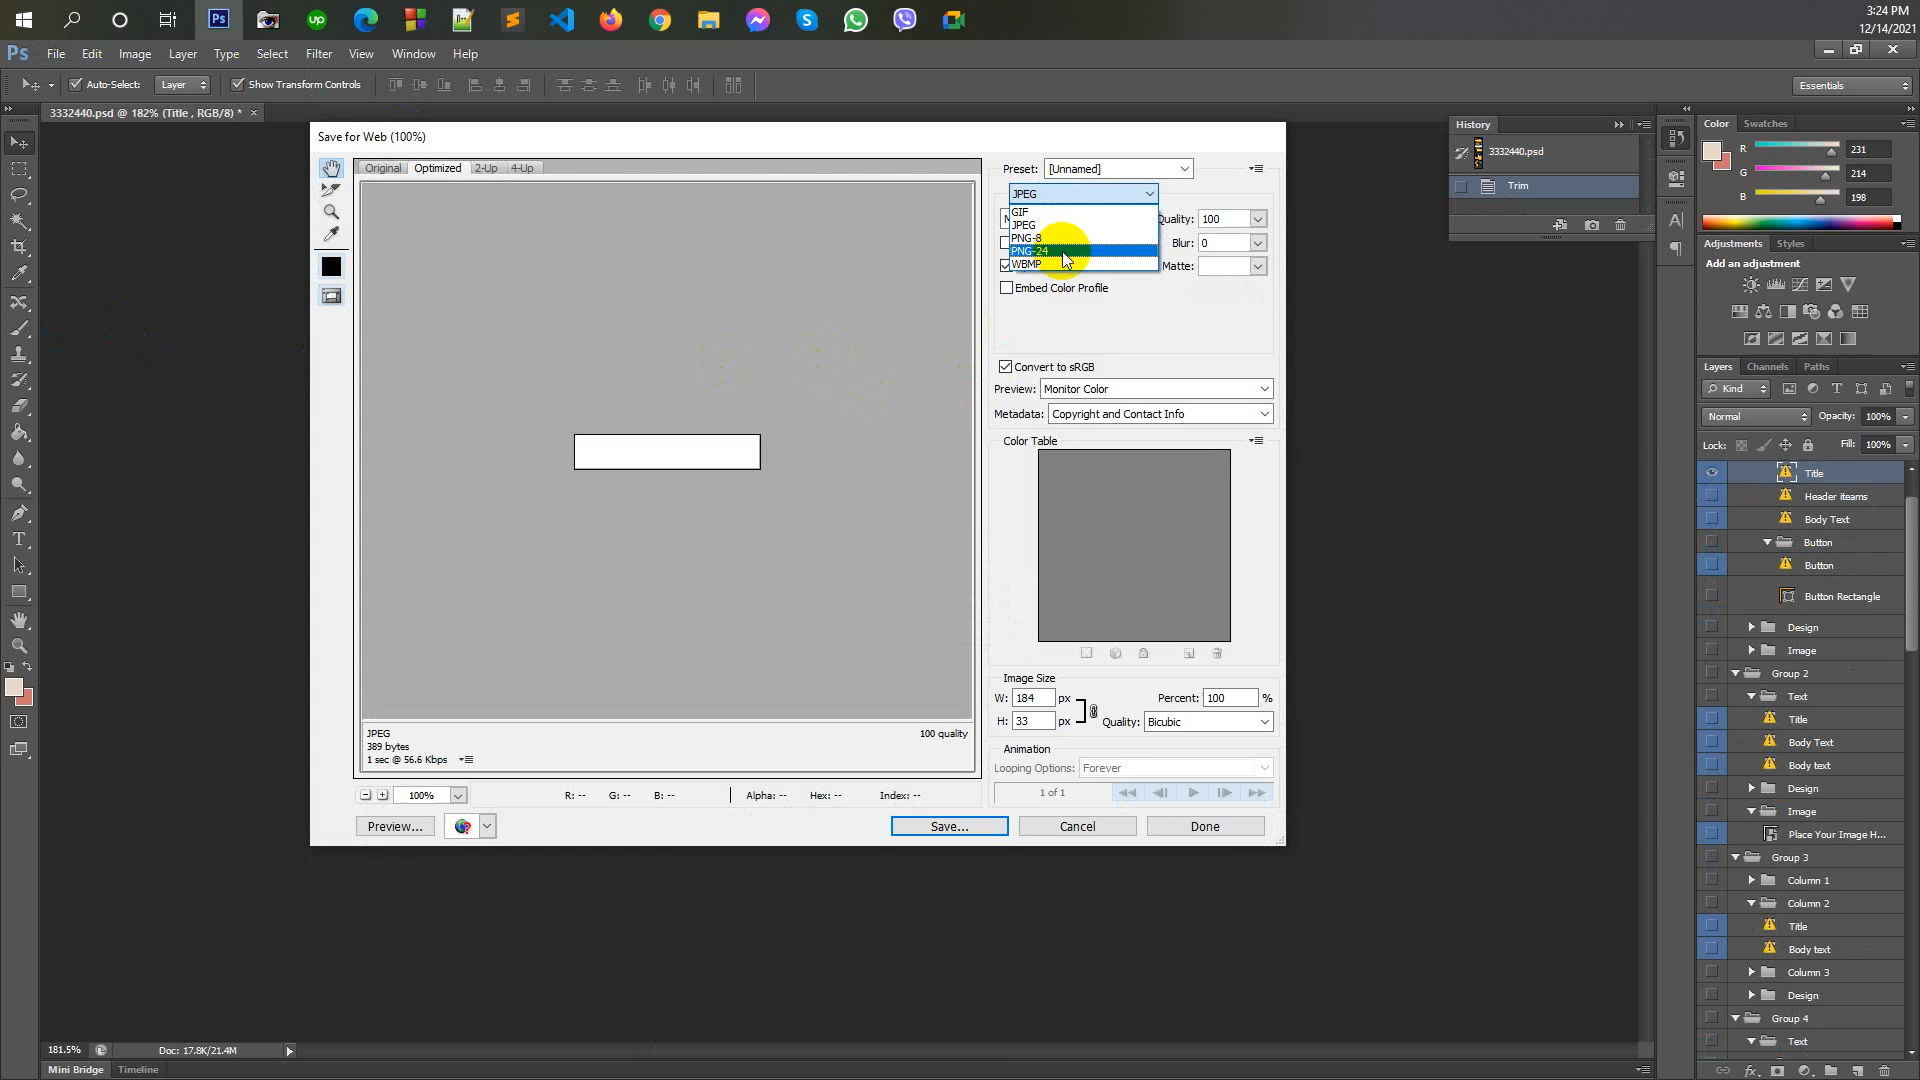 3:24 PM
12/14/2021
Ps
up
Ps File Edit Image Layer Type Select Filter View Window Help
Auto-Select: Layer Show Transform Controls
Essentials
3332440.psd @ 182% (Title , RGB/8) * ×
Save for Web (100%)
Original Optimized 2-Up 4-Up
Preset: [Unnamed]
JPEG
GIF
JPEG
PNG-8
PNG-24
WBMP
Quality: 100
Blur: 0
Matte:
Embed Color Profile
Convert to sRGB
Preview: Monitor Color
Metadata: Copyright and Contact Info
Color Table
Image Size
W: 184 px
Percent: 100 %
H: 33 px
Quality: Bicubic
Animation
Looping Options: Forever
1 of 1
JPEG
100 quality
389 bytes
1 sec @ 56.6 Kbps
100%
R: -- G: -- B: -- Alpha: -- Hex: -- Index: --
Preview... Save... Cancel Done
History
3332440.psd
Trim
Color Swatches
R 231
G 214
B 198
Adjustments Styles
Add an adjustment
Layers Channels Paths
Kind
Normal Opacity: 100%
Lock: Fill: 100%
Title
Header iteams
Body Text
Button
Button
Button Rectangle
Design
Image
Group 2
Text
Title
Body Text
Body text
Design
Image
Place Your Image H...
Group 3
Column 1
Column 2
Title
Body text
Column 3
Design
Group 4
Text
181.5% Doc: 17.8K/21.4M
Mini Bridge Timeline